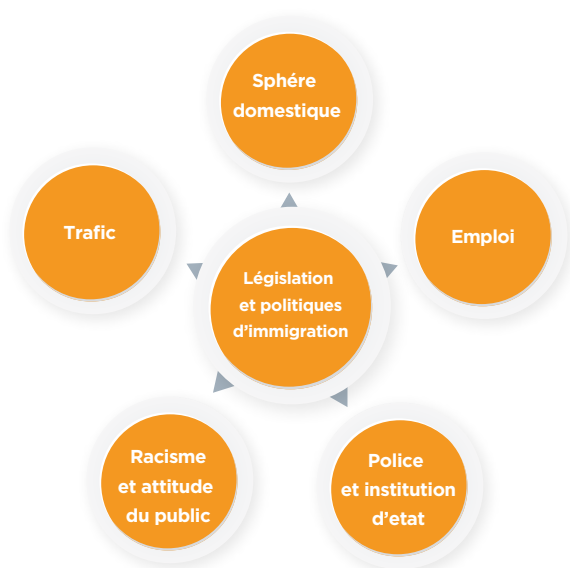 Sphére
domestique
Trafic
Emploi
Législation
et politiques
d’immigration
Racisme
et attitude
du public
Police
et institution
d’etat